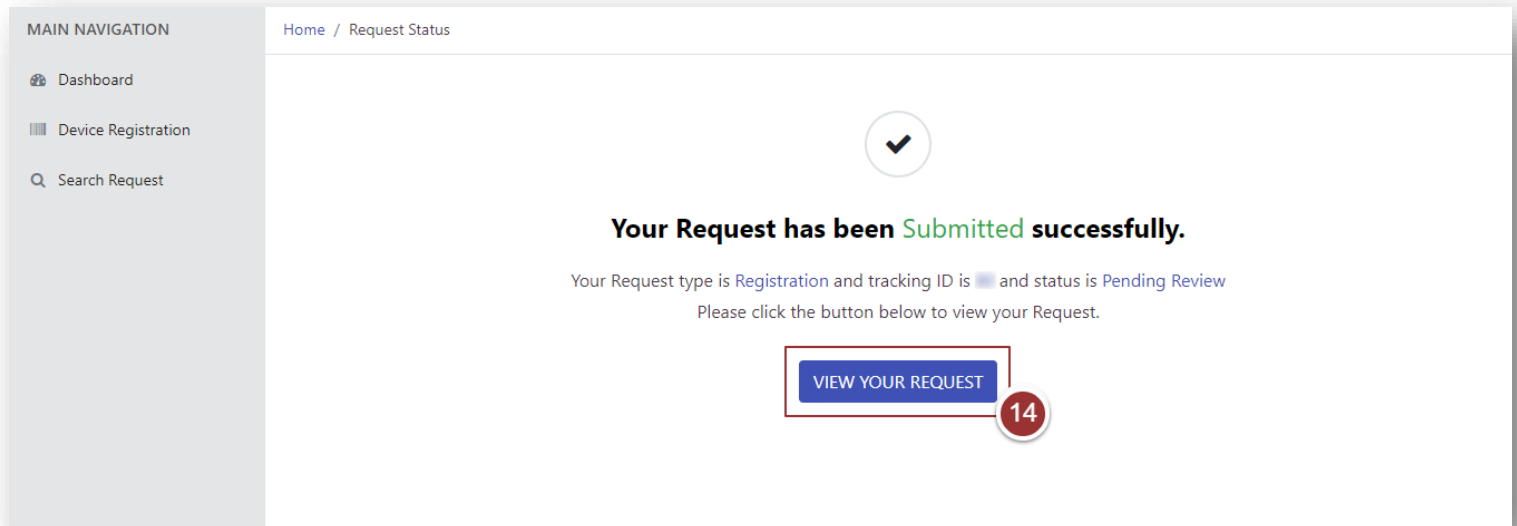 MAIN NAVIGATION
Dashboard
Device Registration
Search Request
Home / Request Status
Your Request has been Submitted successfully.
Your Request type is Registration and tracking ID is and status is Pending Review
Please click the button below to view your Request.
VIEW YOUR REQUEST
14